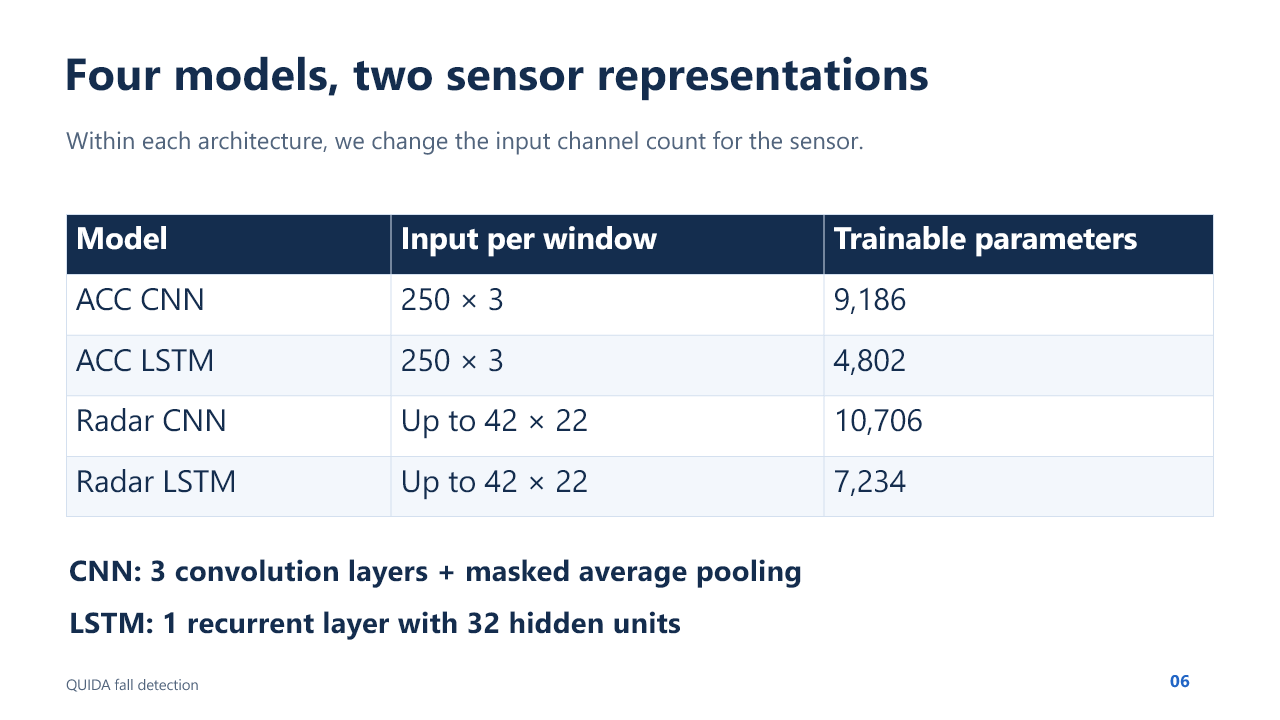 Four models, two sensor representations
Within each architecture, we change the input channel count for the sensor.
Model Input per window Trainable parameters
ACC CNN 250 × 3 9,186
ACC LSTM 250 × 3 4,802
Radar CNN Up to 42 × 22 10,706
Radar LSTM Up to 42 × 22 7,234
CNN: 3 convolution layers + masked average pooling
LSTM: 1 recurrent layer with 32 hidden units
QUIDA fall detection 06